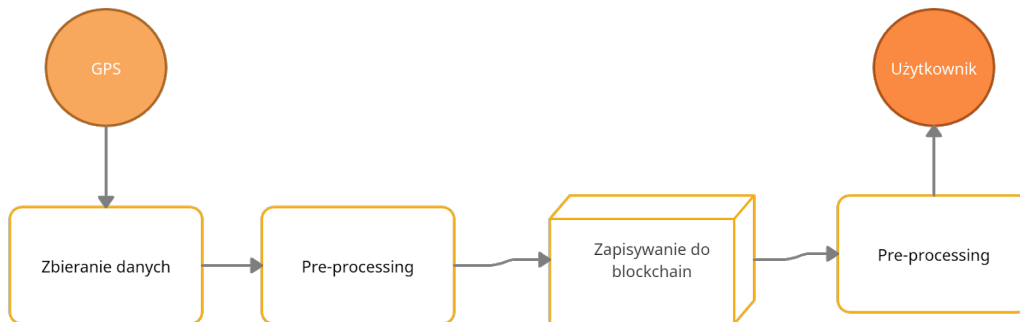 GPS
Użytkownik
Zbieranie danych
Pre-processing
Zapisywanie do
blockchain
Pre-processing